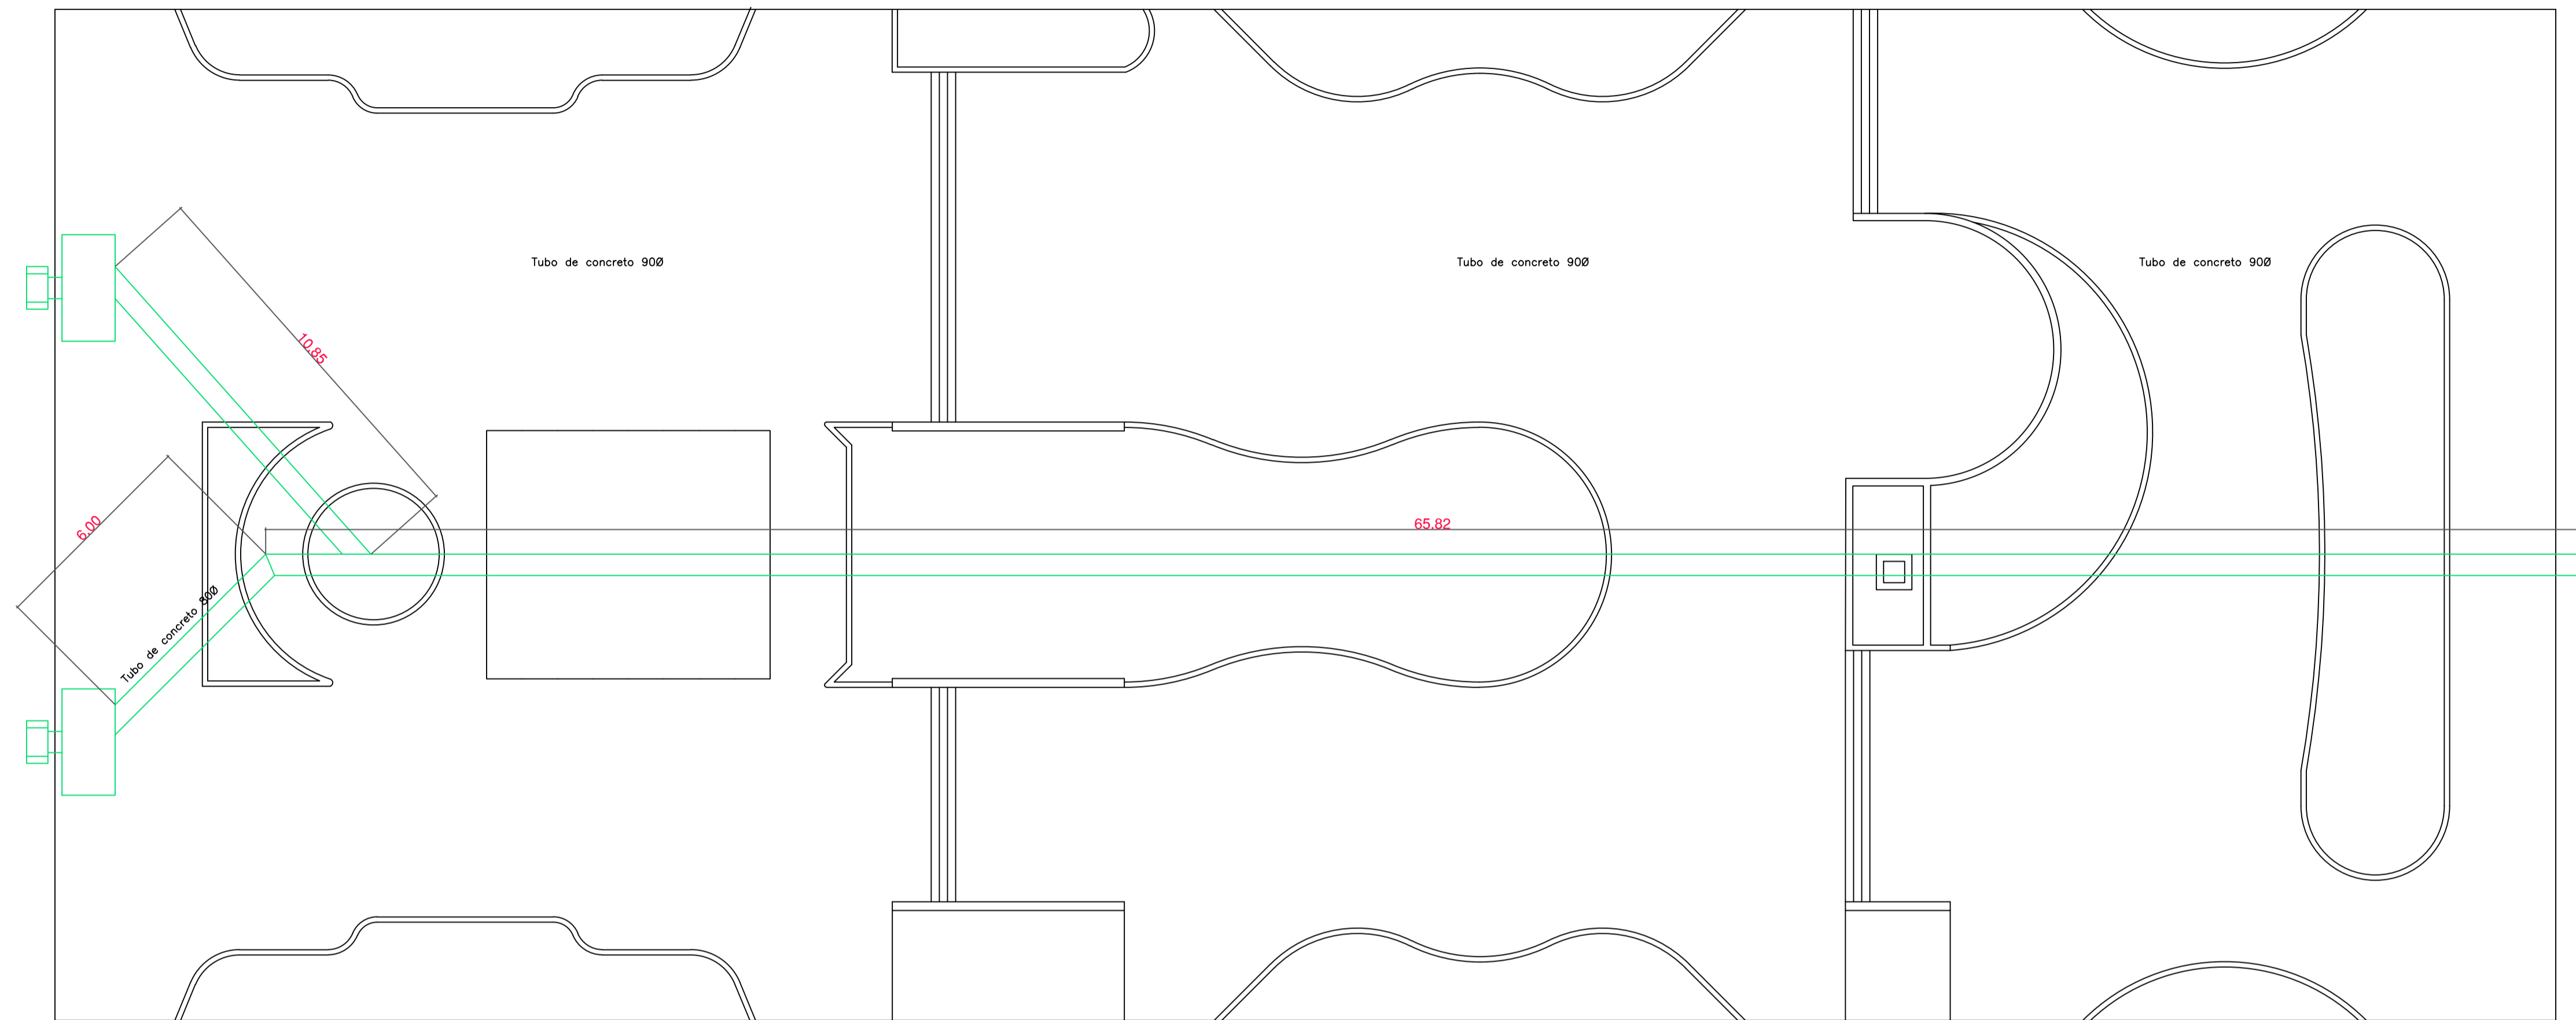 Tubo de concreto 90Ø
Tubo de concreto 90Ø
Tubo de concreto 90Ø
10.85
6.00
65.82
Tubo de concreto 80Ø